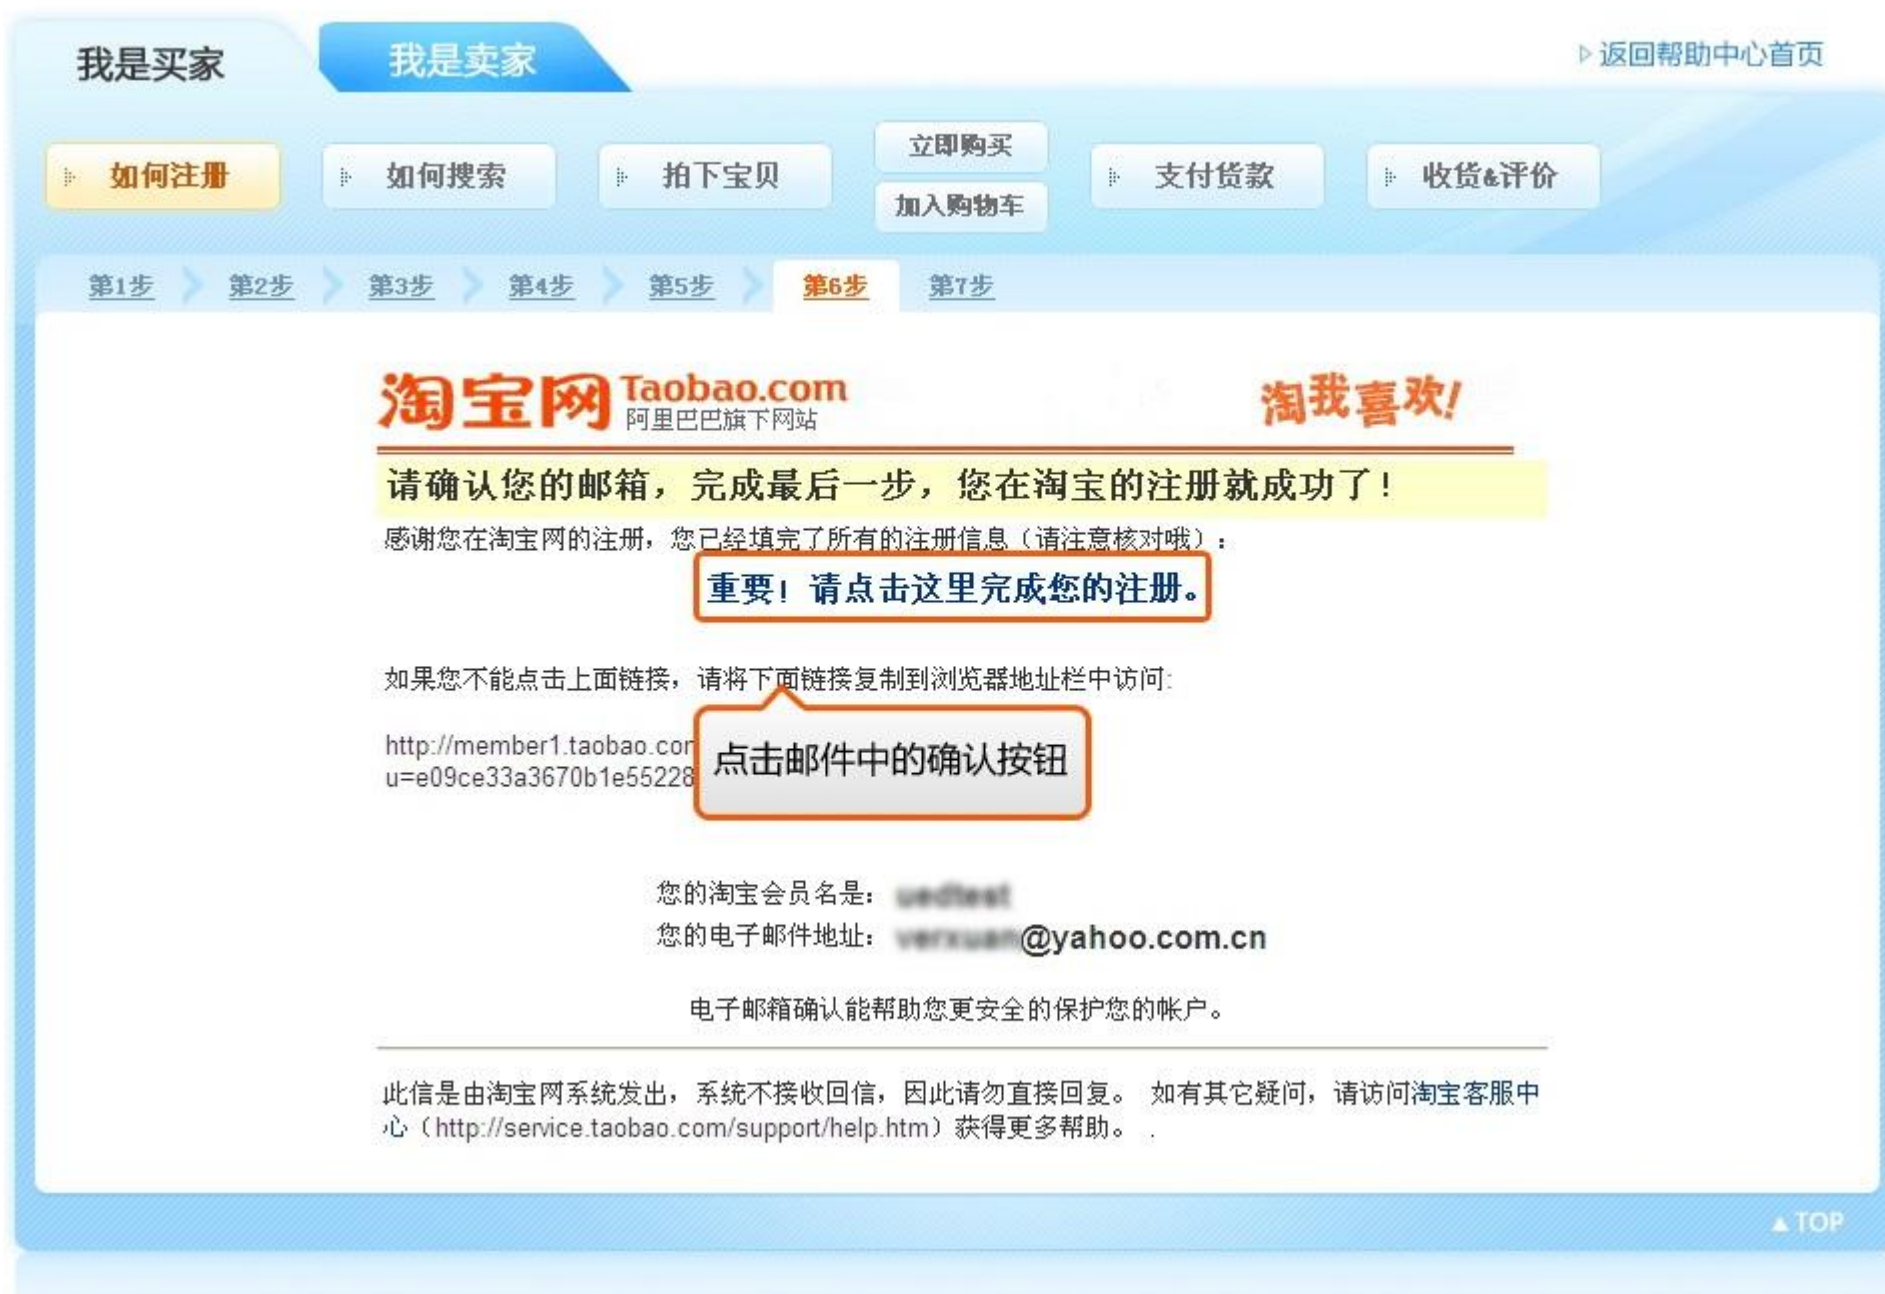 我是买家
我是卖家
返回帮助中心首页
如何注册
如何搜索
拍下宝贝
立即购买
加入购物车
支付货款
收货&评价
第1步
第2步
第3步
第4步
第5步
第6步
第7步
淘宝网 Taobao.com
阿里巴巴旗下网站
淘我喜欢!
请确认您的邮箱，完成最后一步，您在淘宝的注册就成功了！
感谢您在淘宝网的注册，您已经填完了所有的注册信息（请注意核对哦）：
重要！请点击这里完成您的注册。
如果您不能点击上面链接，请将下面链接复制到浏览器地址栏中访问:
http://member1.taobao.com
u=e09ce33a3670b1e55228
点击邮件中的确认按钮
您的淘宝会员名是：
您的电子邮件地址： @yahoo.com.cn
电子邮箱确认能帮助您更安全的保护您的帐户。
此信是由淘宝网系统发出，系统不接收回信，因此请勿直接回复。 如有其它疑问，请访问淘宝客服中
心（http://service.taobao.com/support/help.htm）获得更多帮助。 .
TOP